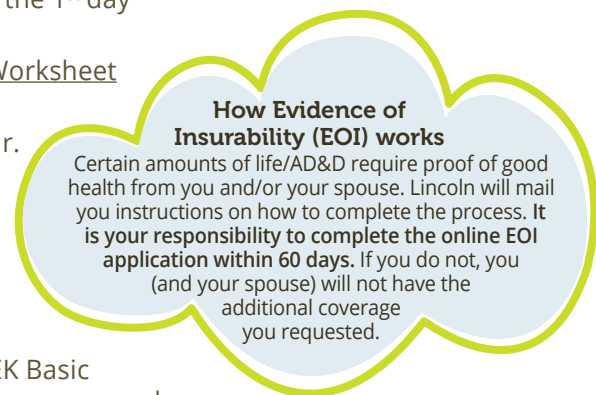 the 1st day
Worksheet
r.
How Evidence of
Insurability (EOI) works
Certain amounts of life/AD&D require proof of good
health from you and/or your spouse. Lincoln will mail
you instructions on how to complete the process. It
is your responsibility to complete the online EOI
application within 60 days. If you do not, you
(and your spouse) will not have the
additional coverage
you requested.
EK Basic